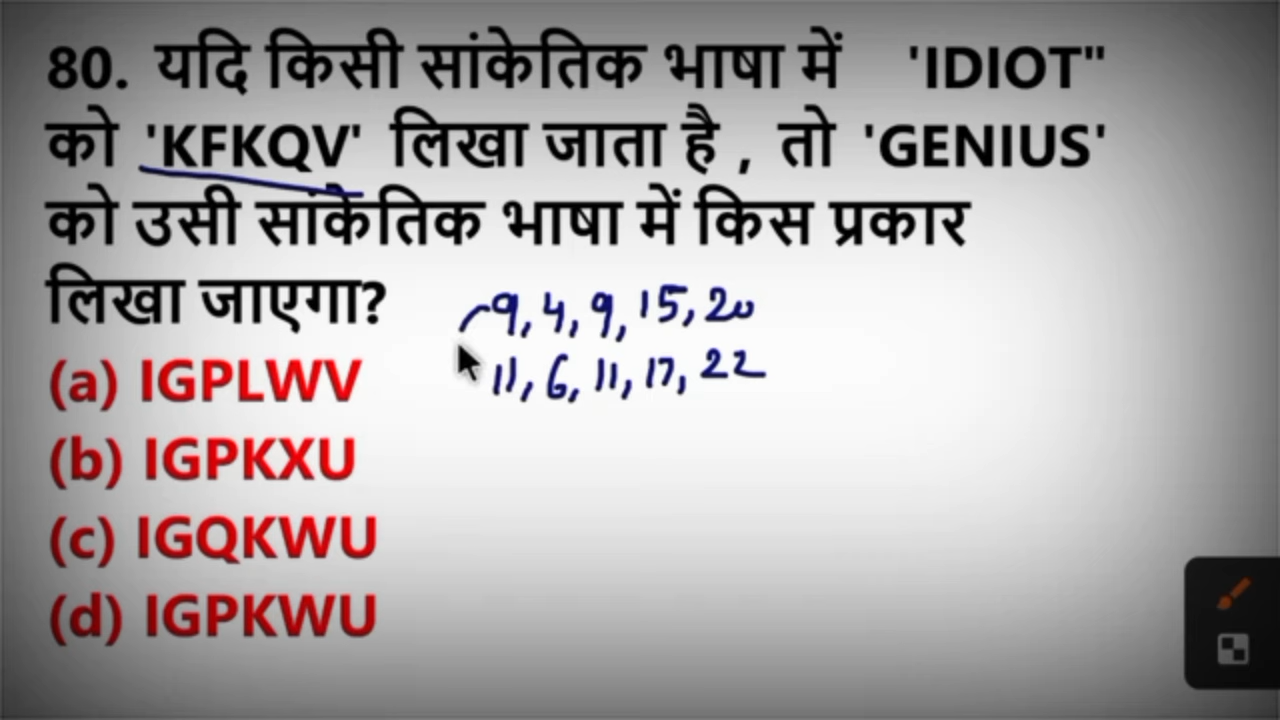 80. यदि किसी सांकेतिक भाषा में 'IDIOT"
को 'KFKQV' लिखा जाता है , तो 'GENIUS'
को उसी सांकेतिक भाषा में किस प्रकार
लिखा जाएगा?
9, 4, 9, 15, 20
11, 6, 11, 17, 22
(a) IGPLWV
(b) IGPKXU
(c) IGQKWU
(d) IGPKWU